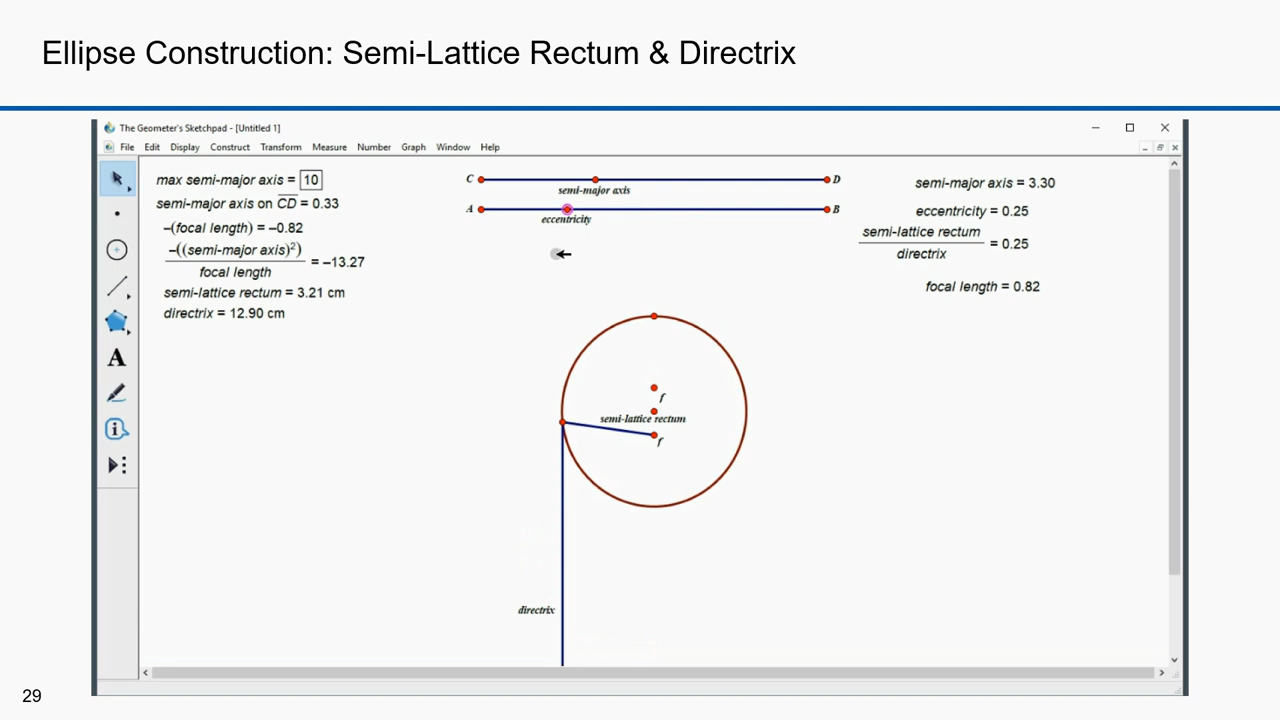 Ellipse Construction: Semi-Lattice Rectum & Directrix
The Geometer's Sketchpad - [Untitled 1]
File Edit Display Construct Transform Measure Number Graph Window Help
max semi-major axis = 10
semi-major axis on CD = 0.33
-(focal length) = -0.82
-((semi-major axis)²)
focal length
= -13.27
semi-lattice rectum = 3.21 cm
directrix = 12.90 cm
C
D
semi-major axis
A
B
eccentricity
semi-major axis = 3.30
eccentricity = 0.25
semi-lattice rectum
directrix
= 0.25
focal length = 0.82
f
semi-lattice rectum
f
directrix
A
29